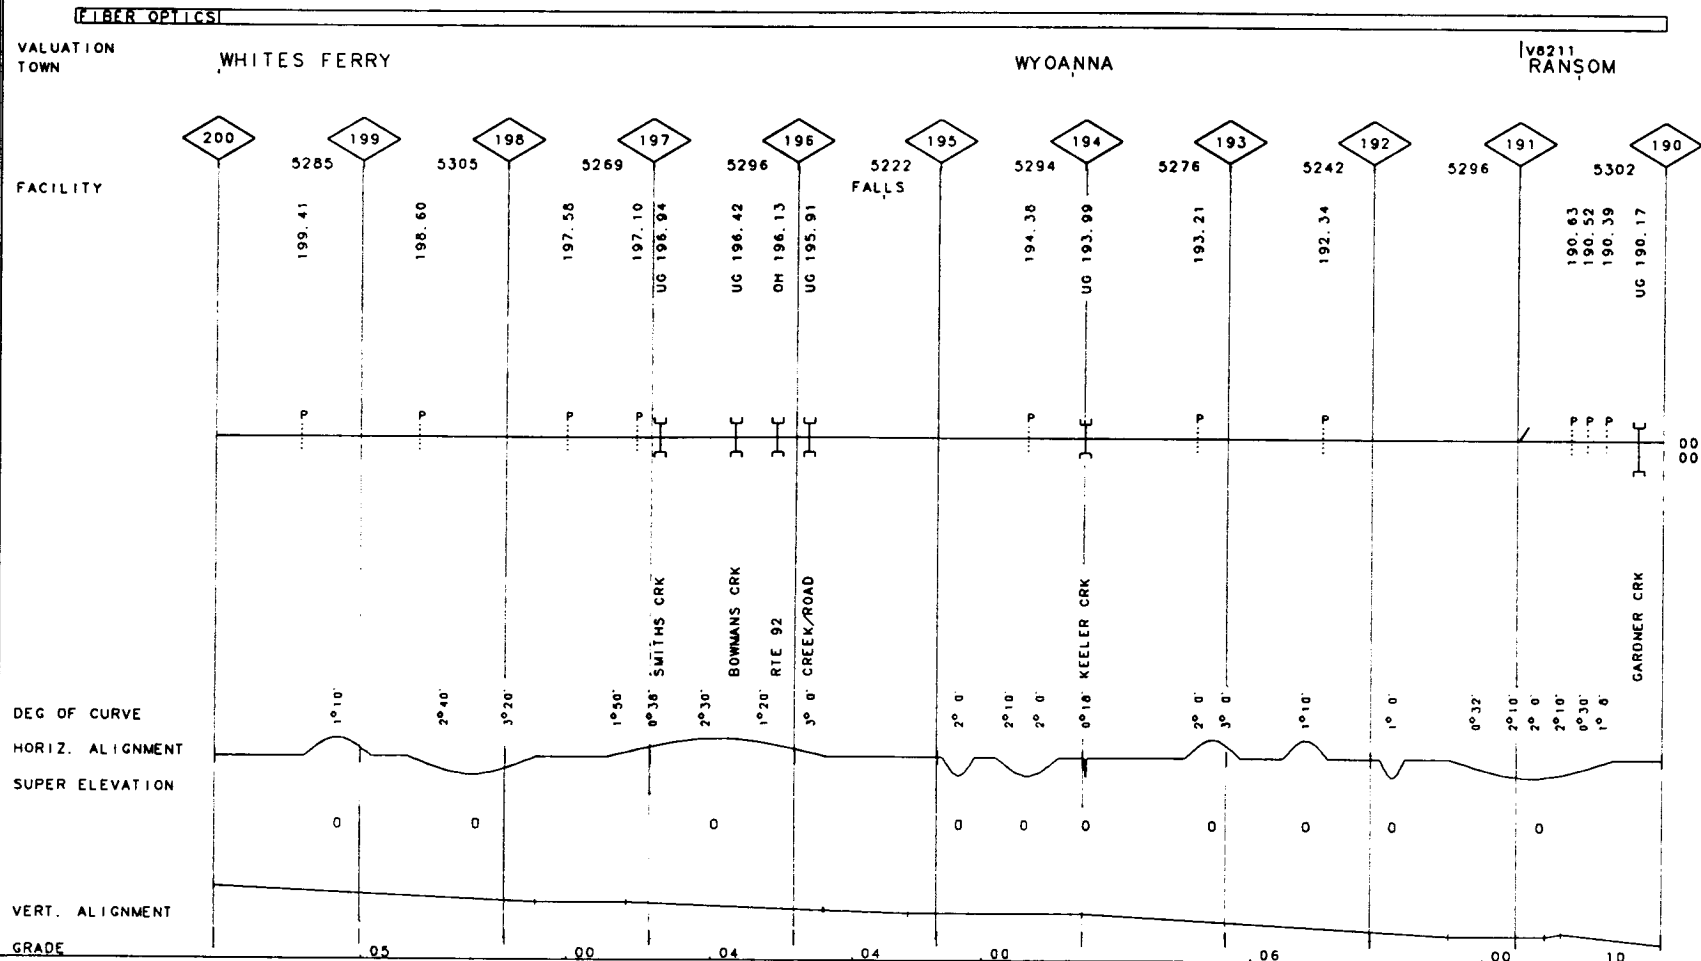 FIBER OPTICS
VALUATION V8211
TOWN WHITES FERRY WYOANNA RANSOM
200 199 198 197 196 195 194 193 192 191 190
5285 5305 5269 5296 5222 5294 5276 5242 5296 5302
FACILITY FALLS
199.41
198.60
197.58
197.10
UG 196.94
UG 196.42
OH 196.13
UG 195.91
194.38
UG 193.99
193.21
192.34
190.63
190.52
190.39
UG 190.17
P P P P P P P P P P
00
00
SMITHS CRK
BOWMANS CRK
RTE 92
CREEK/ROAD
KEELER CRK
GARDNER CRK
DEG OF CURVE 1°10' 2°40' 3°20' 1°50' 0°38' 2°30' 1°20' 3° 0' 2° 0' 2°10' 2° 0' 0°18' 2° 0' 3° 0' 1°10' 1° 0' 0°32' 2°10' 2° 0' 2°10' 0°30' 1° 8'
HORIZ. ALIGNMENT
SUPER ELEVATION
0 0 0 0 0 0 0 0 0 0
VERT. ALIGNMENT
GRADE .05 .00 .04 .04 .00 .06 .00 .10